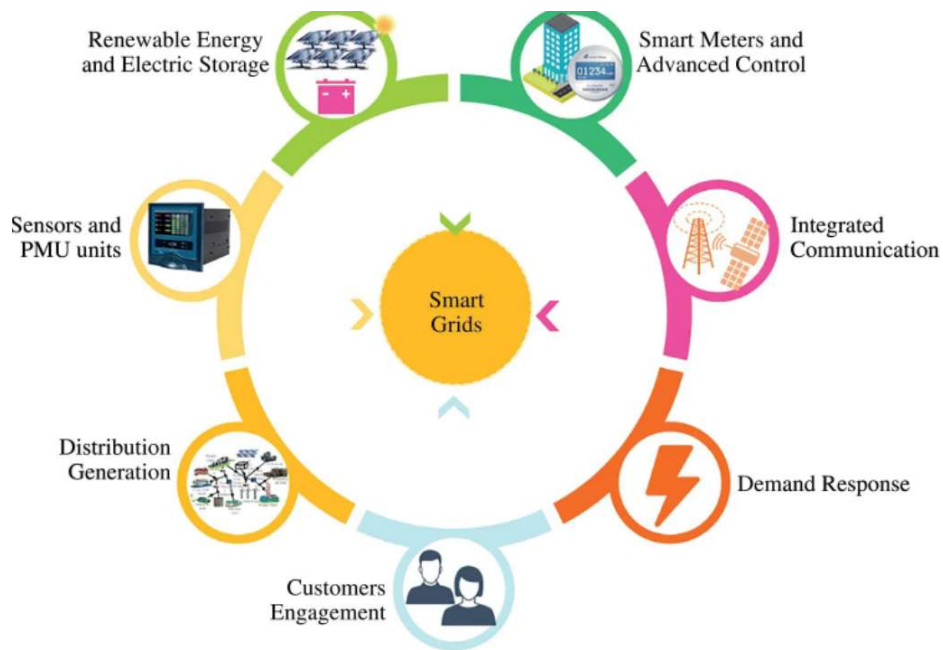 Renewable Energy
and Electric Storage
Smart Meters and
Advanced Control
01234
Sensors and
PMU units
Integrated
Communication
Smart
Grids
Distribution
Generation
Demand Response
Customers
Engagement